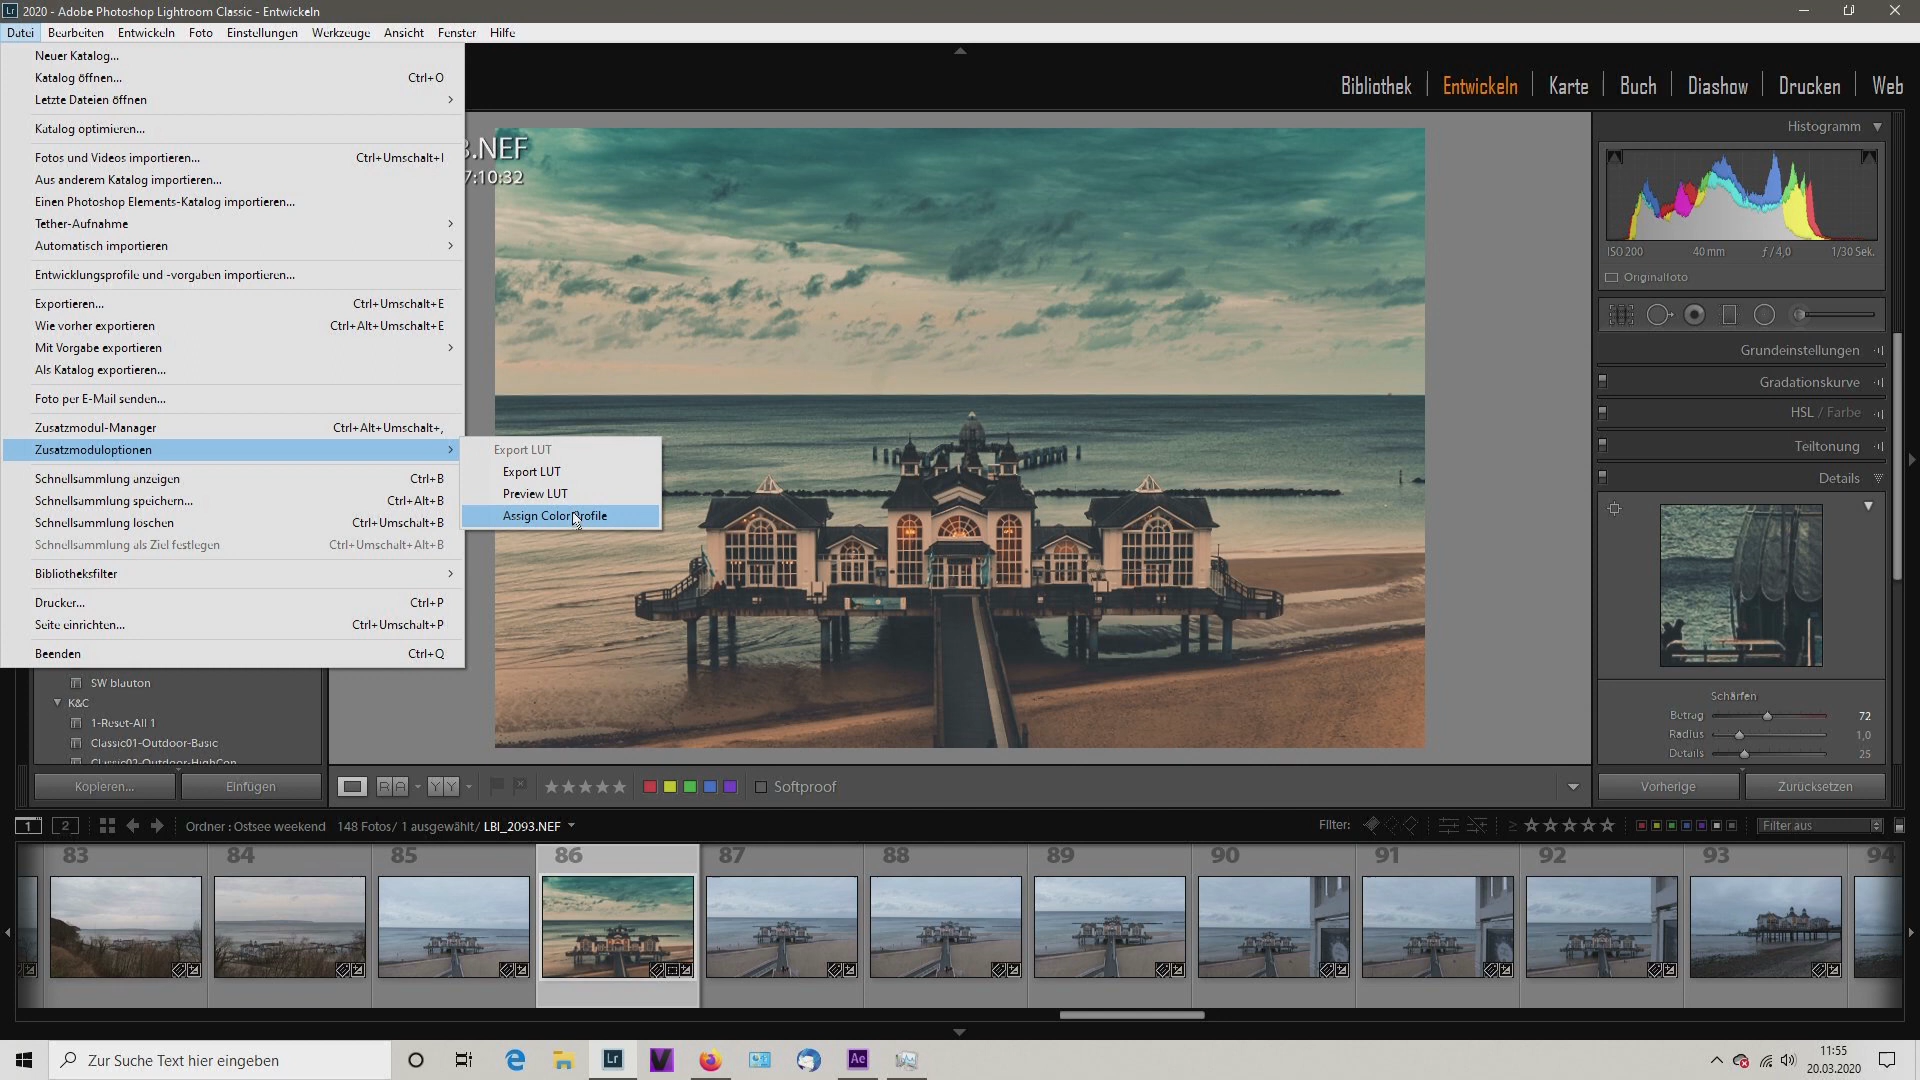 Lr 2020 - Adobe Photoshop Lightroom Classic - Entwickeln
Datei Bearbeiten Entwickeln Foto Einstellungen Werkzeuge Ansicht Fenster Hilfe
Neuer Katalog...
Katalog öffnen... Ctrl+O
Letzte Dateien öffnen
Katalog optimieren...
Fotos und Videos importieren... Ctrl+Umschalt+I
Aus anderem Katalog importieren...
Einen Photoshop Elements-Katalog importieren...
Tether-Aufnahme
Automatisch importieren
Entwicklungsprofile und -vorgaben importieren...
Exportieren... Ctrl+Umschalt+E
Wie vorher exportieren Ctrl+Alt+Umschalt+E
Mit Vorgabe exportieren
Als Katalog exportieren...
Foto per E-Mail senden...
Zusatzmodul-Manager Ctrl+Alt+Umschalt+,
Zusatzmoduloptionen
Schnellsammlung anzeigen Ctrl+B
Schnellsammlung speichern... Ctrl+Alt+B
Schnellsammlung löschen Ctrl+Umschalt+B
Schnellsammlung als Ziel festlegen Ctrl+Umschalt+Alt+B
Bibliotheksfilter
Drucker... Ctrl+P
Seite einrichten... Ctrl+Umschalt+P
Beenden Ctrl+Q
Export LUT
Export LUT
Preview LUT
Assign Color Profile
SW blauton
K&C
1-Reset-All 1
Classic01-Outdoor-Basic
Classic02-Outdoor-HighCon
Kopieren... Einfügen
.NEF
7:10:32
Bibliothek Entwickeln Karte Buch Diashow Drucken Web
Histogramm
ISO 200 40 mm ƒ / 4,0 1/30 Sek.
Originalfoto
Grundeinstellungen
Gradationskurve
HSL / Farbe
Teiltonung
Details
Schärfen
Betrag 72
Radius 1,0
Details 25
Vorherige Zurücksetzen
R A Y Y Softproof
1 2 Ordner : Ostsee weekend 148 Fotos/ 1 ausgewählt/ LBI_2093.NEF Filter: ≥ Filter aus
83 84 85 86 87 88 89 90 91 92 93 94
Zur Suche Text hier eingeben
Lr
Ae
11:55
20.03.2020